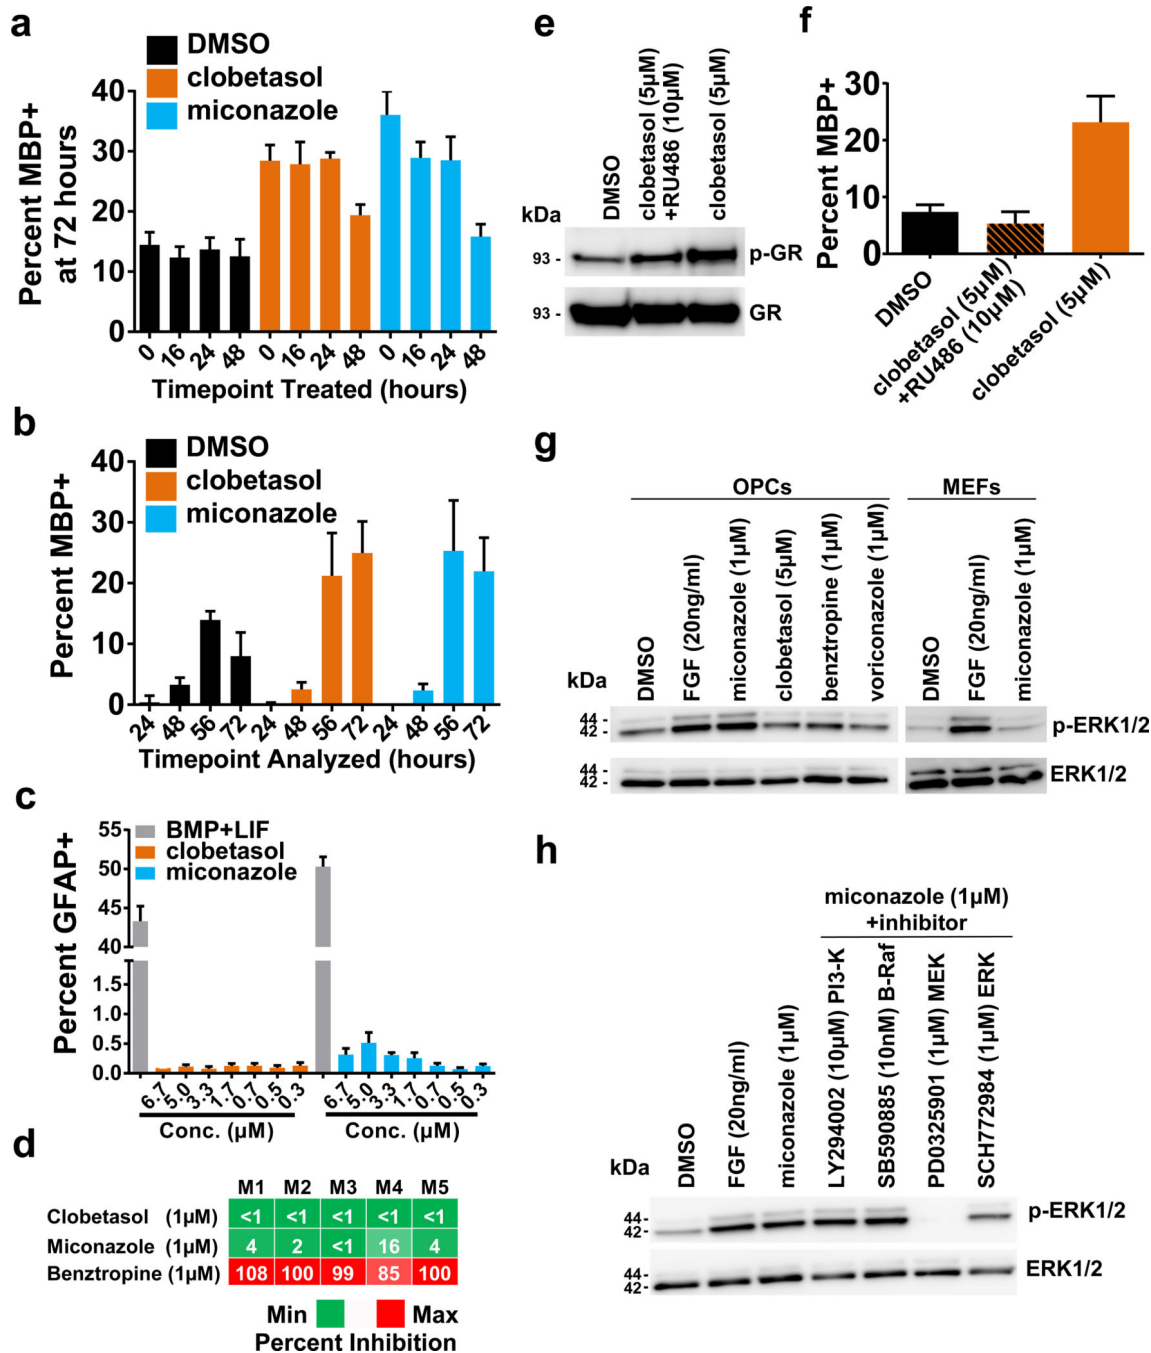 a
DMSO
clobetasol
miconazole
Percent MBP+
at 72 hours
40
30
20
10
0
0 16 24 48 0 16 24 48 0 16 24 48
Timepoint Treated (hours)
b
DMSO
clobetasol
miconazole
Percent MBP+
40
30
20
10
0
24 48 56 72 24 48 56 72 24 48 56 72
Timepoint Analyzed (hours)
c
BMP+LIF
clobetasol
miconazole
Percent GFAP+
55
50
45
40
1.5
1.0
0.5
0.0
6.7 5.0 3.3 1.7 0.7 0.5 0.3 6.7 5.0 3.3 1.7 0.7 0.5 0.3
Conc. (µM) Conc. (µM)
d
M1 M2 M3 M4 M5
Clobetasol (1µM) <1 <1 <1 <1 <1
Miconazole (1µM) 4 2 <1 16 4
Benztropine (1µM) 108 100 99 85 100
Min Max
Percent Inhibition
e
DMSO
clobetasol (5µM)
+RU486 (10µM)
clobetasol (5µM)
kDa
93 - p-GR
93 - GR
f
Percent MBP+
30
20
10
0
DMSO
clobetasol (5µM)
+RU486 (10µM)
clobetasol (5µM)
g
OPCs MEFs
DMSO
FGF (20ng/ml)
miconazole (1µM)
clobetasol (5µM)
benztropine (1µM)
voriconazole (1µM)
DMSO
FGF (20ng/ml)
miconazole (1µM)
kDa
44 -
42 -
p-ERK1/2
44 -
42 -
ERK1/2
h
miconazole (1µM)
+inhibitor
DMSO
FGF (20ng/ml)
miconazole (1µM)
LY294002 (10µM) PI3-K
SB590885 (10nM) B-Raf
PD0325901 (1µM) MEK
SCH772984 (1µM) ERK
kDa
44-
42-
p-ERK1/2
44-
42-
ERK1/2